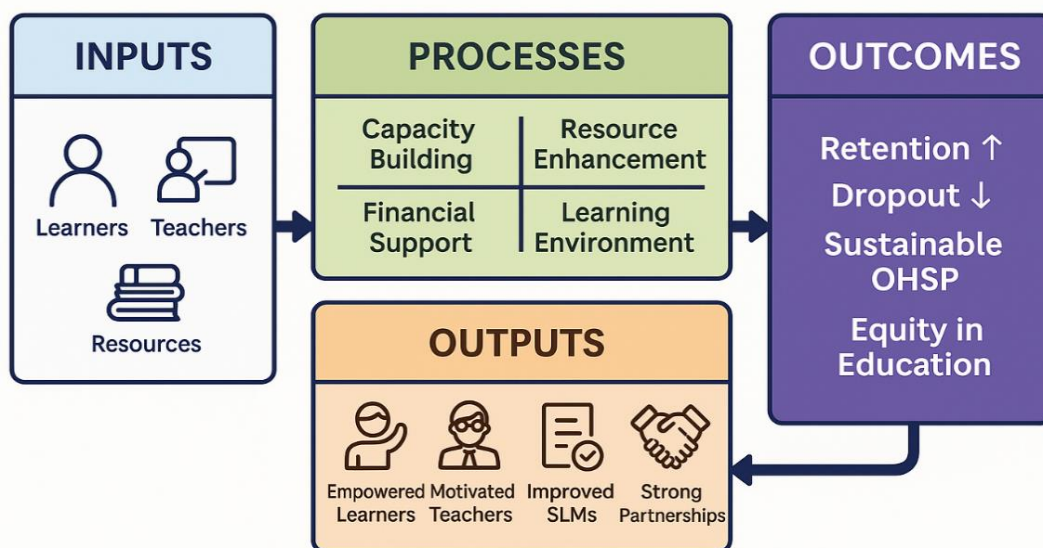 INPUTS
Learners
Teachers
Resources
PROCESSES
Capacity
Building
Resource
Enhancement
Financial
Support
Learning
Environment
OUTCOMES
Retention ↑
Dropout ↓
Sustainable
OHSP
Equity in
Education
OUTPUTS
Empowered
Learners
Motivated
Teachers
Improved
SLMs
Strong
Partnerships